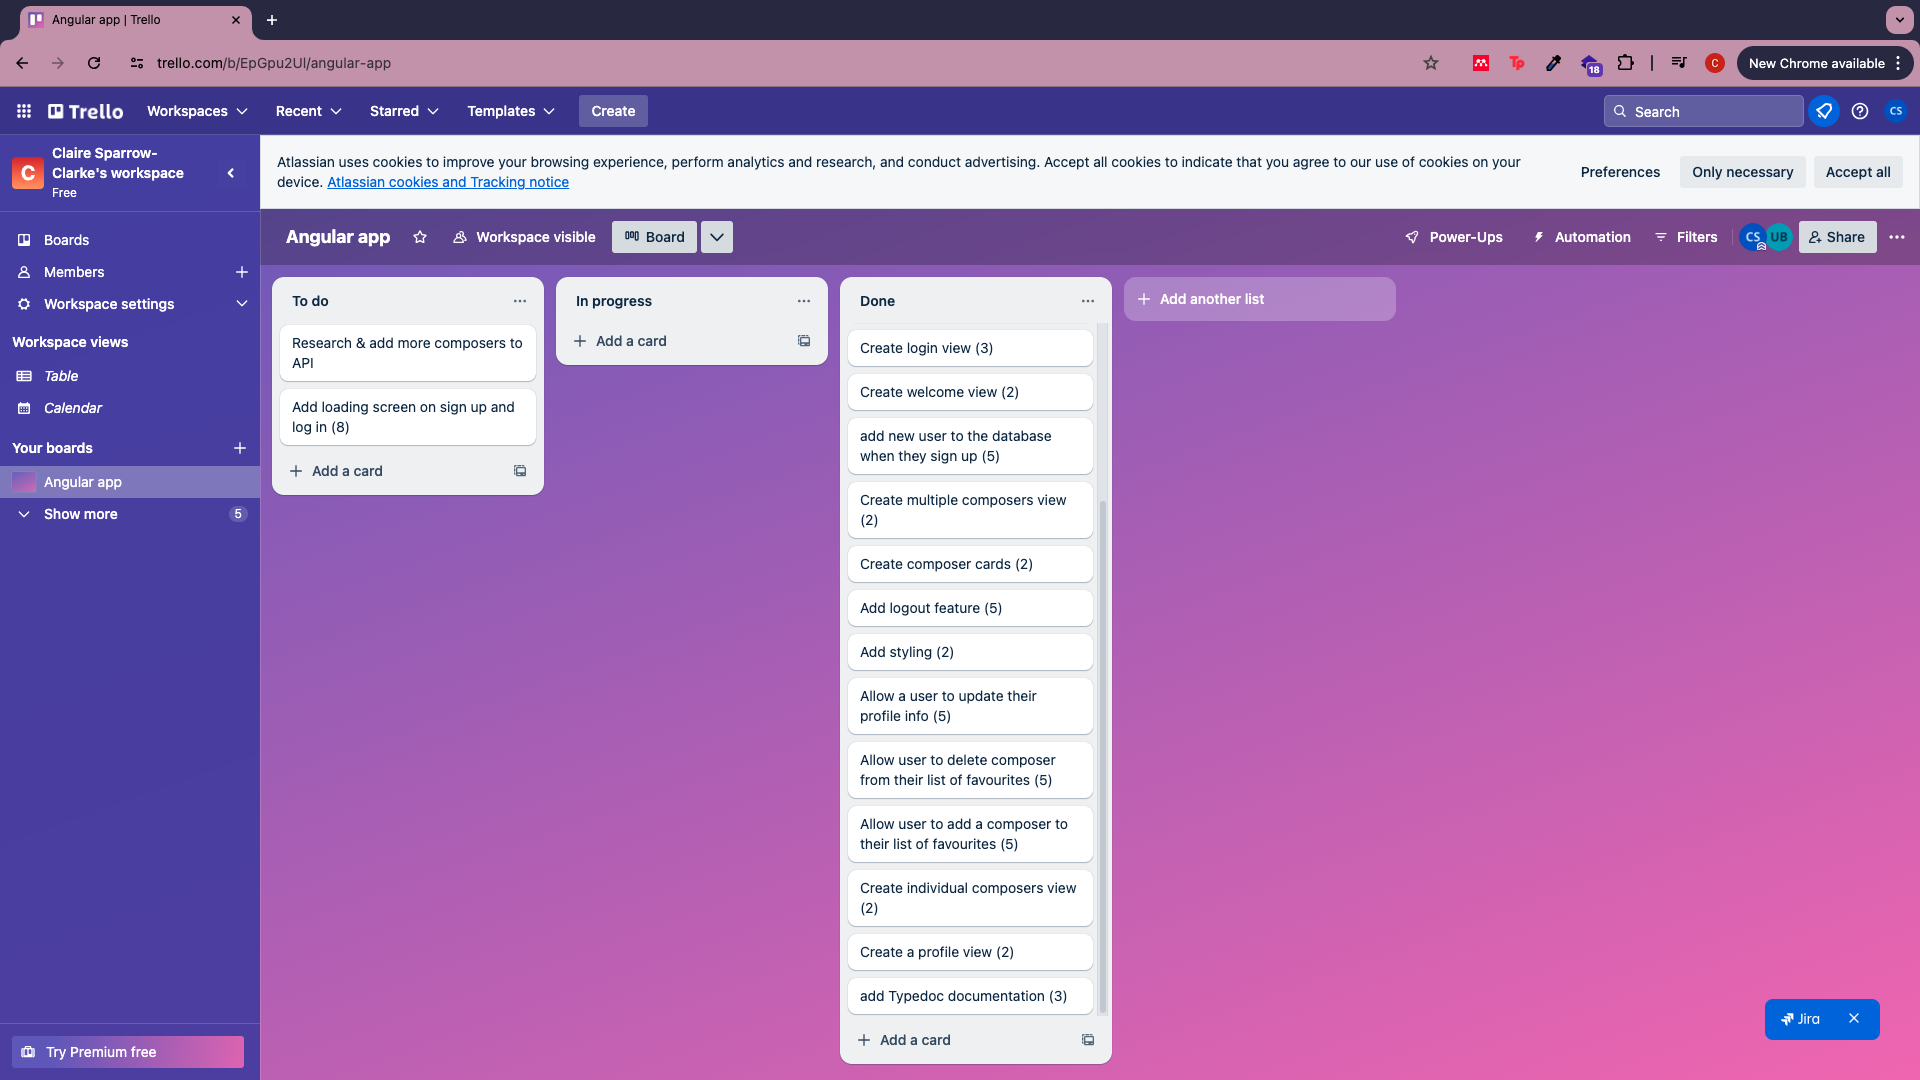 Angular app | Trello
trello.com/b/EpGpu2Ul/angular-app
18
C
New Chrome available
Trello
Workspaces
Recent
Starred
Templates
Create
Search
CS
C
Claire Sparrow-
Clarke's workspace
Free
Boards
Members
Workspace settings
Workspace views
Table
Calendar
Your boards
Angular app
Show more
5
Try Premium free
Atlassian uses cookies to improve your browsing experience, perform analytics and research, and conduct advertising. Accept all cookies to indicate that you agree to our use of cookies on your
device. Atlassian cookies and Tracking notice
Preferences
Only necessary
Accept all
Angular app
Workspace visible
Board
Power-Ups
Automation
Filters
CS
UB
Share
To do
Research & add more composers to
API
Add loading screen on sign up and
log in (8)
Add a card
In progress
Add a card
Done
Create login view (3)
Create welcome view (2)
add new user to the database
when they sign up (5)
Create multiple composers view
(2)
Create composer cards (2)
Add logout feature (5)
Add styling (2)
Allow a user to update their
profile info (5)
Allow user to delete composer
from their list of favourites (5)
Allow user to add a composer to
their list of favourites (5)
Create individual composers view
(2)
Create a profile view (2)
add Typedoc documentation (3)
Add a card
Add another list
Jira